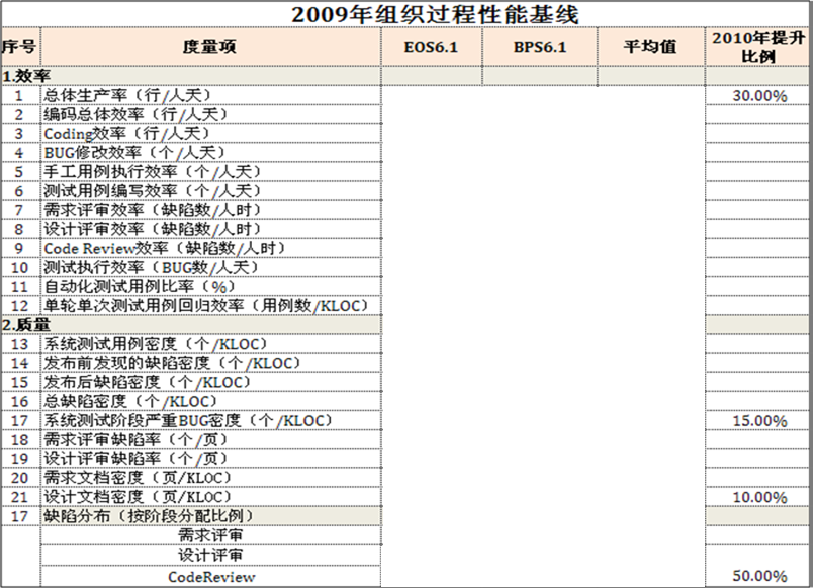 2009年组织过程性能基线
序号 度量项 EOS6.1 BPS6.1 平均值 2010年提升比例
1.效率
1 总体生产率（行/人天） 30.00%
2 编码总体效率（行/人天）
3 Coding效率（行/人天）
4 BUG修改效率（个/人天）
5 手工用例执行效率（个/人天）
6 测试用例编写效率（个/人天）
7 需求评审效率（缺陷数/人时）
8 设计评审效率（缺陷数/人时）
9 Code Review效率（缺陷数/人时）
10 测试执行效率（BUG数/人天）
11 自动化测试用例比率（%）
12 单轮单次测试用例回归效率（用例数/KLOC）
2.质量
13 系统测试用例密度（个/KLOC）
14 发布前发现的缺陷密度（个/KLOC）
15 发布后缺陷密度（个/KLOC）
16 总缺陷密度（个/KLOC）
17 系统测试阶段严重BUG密度（个/KLOC） 15.00%
18 需求评审缺陷率（个/页）
19 设计评审缺陷率（个/页）
20 需求文档密度（页/KLOC）
21 设计文档密度（页/KLOC） 10.00%
17 缺陷分布（按阶段分配比例）
需求评审
设计评审
CodeReview 50.00%